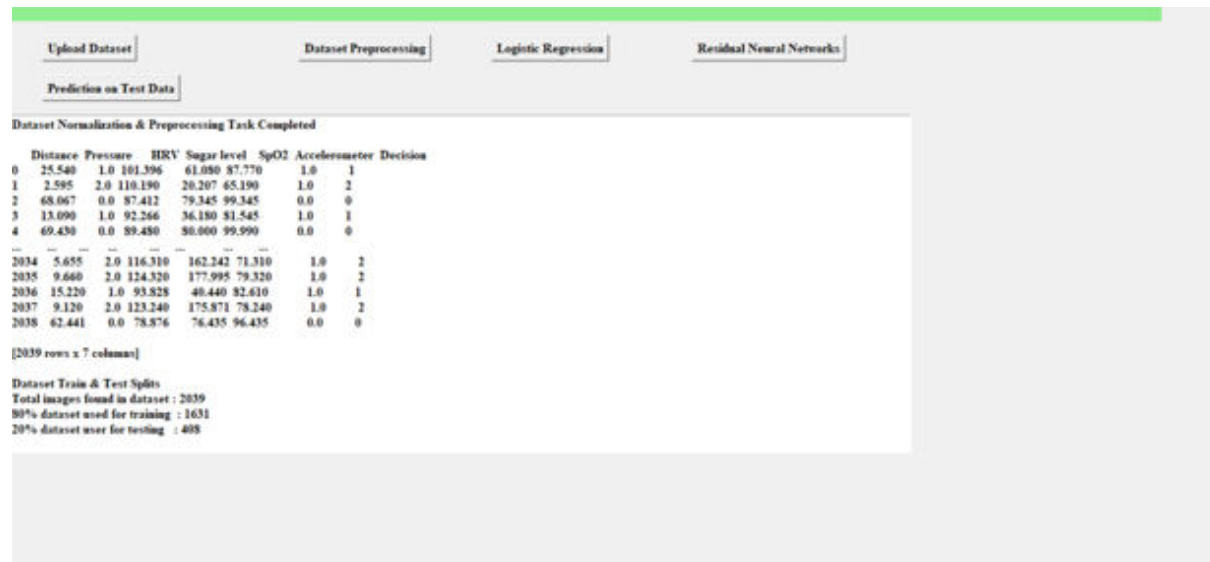 Upload Dataset Dataset Preprocessing Logistic Regression Residual Neural Networks
Prediction on Test Data
Dataset Normalization & Preprocessing Task Completed
Distance Pressure HRV Sugar level SpO2 Accelerometer Decision
0 25.540 1.0 101.396 61.080 87.770 1.0 1
1 2.595 2.0 110.190 20.207 65.190 1.0 2
2 68.067 0.0 87.412 79.345 99.345 0.0 0
3 13.090 1.0 92.266 36.180 81.545 1.0 1
4 69.430 0.0 89.480 80.000 99.990 0.0 0
... ... ... ... ... ... ... ...
2034 5.655 2.0 116.310 162.242 71.310 1.0 2
2035 9.660 2.0 124.320 177.995 79.320 1.0 2
2036 15.220 1.0 93.828 40.440 82.610 1.0 1
2037 9.120 2.0 123.240 175.871 78.240 1.0 2
2038 62.441 0.0 78.876 76.435 96.435 0.0 0
[2039 rows x 7 columns]
Dataset Train & Test Splits
Total images found in dataset : 2039
80% dataset used for training : 1631
20% dataset user for testing : 408